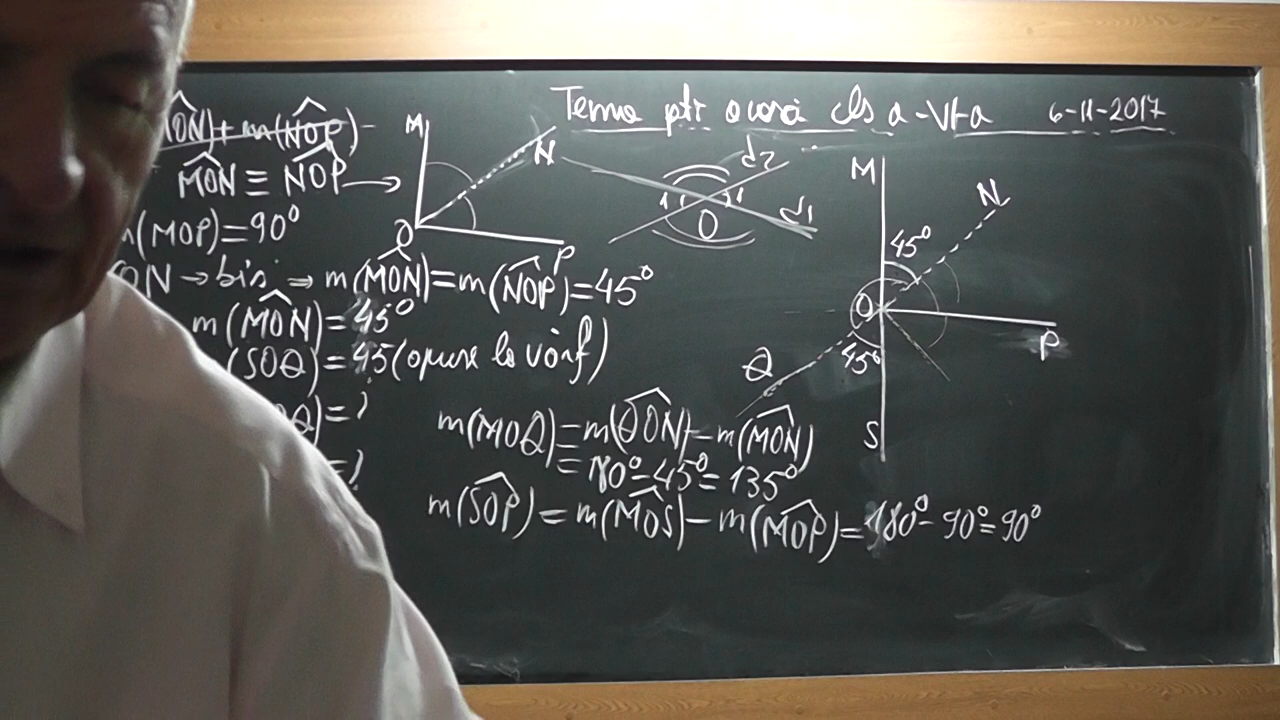 Tema ptr acasă cls a-VI-a 6-11-2017
ON)+m(NOP)-
MON ≡ NOP →
m(MOP)=90°
ON → bis ⇒ m(MON)=m(NOP)=45°
m(MON)=45°
(SOQ)=45(opuse la vârf)
Q)=?
=?
M
N
O
P
d2
d1
1
1
O
M
N
45°
O
P
Q
45°
S
m(MOQ)=m(QON)-m(MON)
=180°-45°=135°
m(SOP)=m(MOS)-m(MOP)=180°-90°=90°